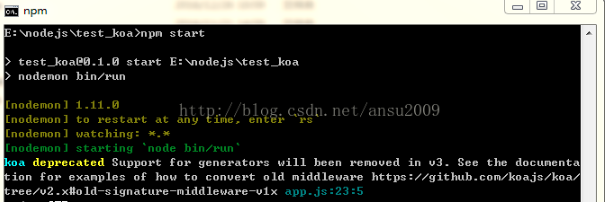 npm
E:\nodejs\test_koa>npm start
> test_koa@0.1.0 start E:\nodejs\test_koa
> nodemon bin/run
[nodemon] 1.11.0
[nodemon] to restart at any time, enter `rs`
http://blog.csdn.net/ansu2009
[nodemon] watching: *.*
[nodemon] starting `node bin/run`
koa deprecated Support for generators will been removed in v3. See the documenta
tion for examples of how to convert old middleware https://github.com/koajs/koa/
tree/v2.x#old-signature-middleware-v1x app.js:23:5